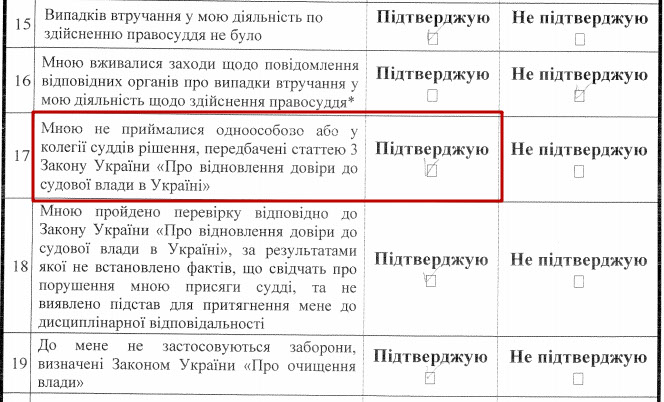 15 Випадків втручання у мою діяльність по Підтверджую Не підтверджую
здійсненню правосуддя не було
16 Мною вживалися заходи щодо повідомлення Підтверджую Не підтверджую
відповідних органів про випадки втручання у
мою діяльність щодо здійснення правосуддя*
17 Мною не приймалися одноособово або у Підтверджую Не підтверджую
колегії суддів рішення, передбачені статтею 3
Закону України «Про відновлення довіри до
судової влади в Україні»
18 Мною пройдено перевірку відповідно до Підтверджую Не підтверджую
Закону України «Про відновлення довіри до
судової влади в Україні», за результатами
якої не встановлено фактів, що свідчать про
порушення мною присяги судді, та не
виявлено підстав для притягнення мене до
дисциплінарної відповідальності
19 До мене не застосовуються заборони, Підтверджую Не підтверджую
визначені Законом України «Про очищення
влади»